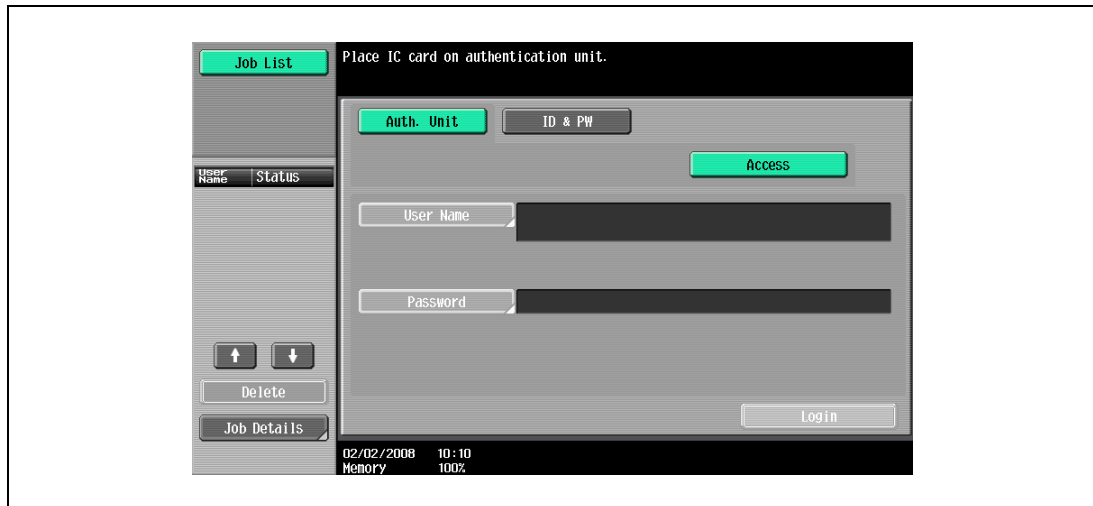 Job List
Place IC card on authentication unit.
Auth. Unit
ID & PW
Access
User Name
Status
User Name
Password
Delete
Job Details
Login
02/02/2008 10:10
Memory 100%